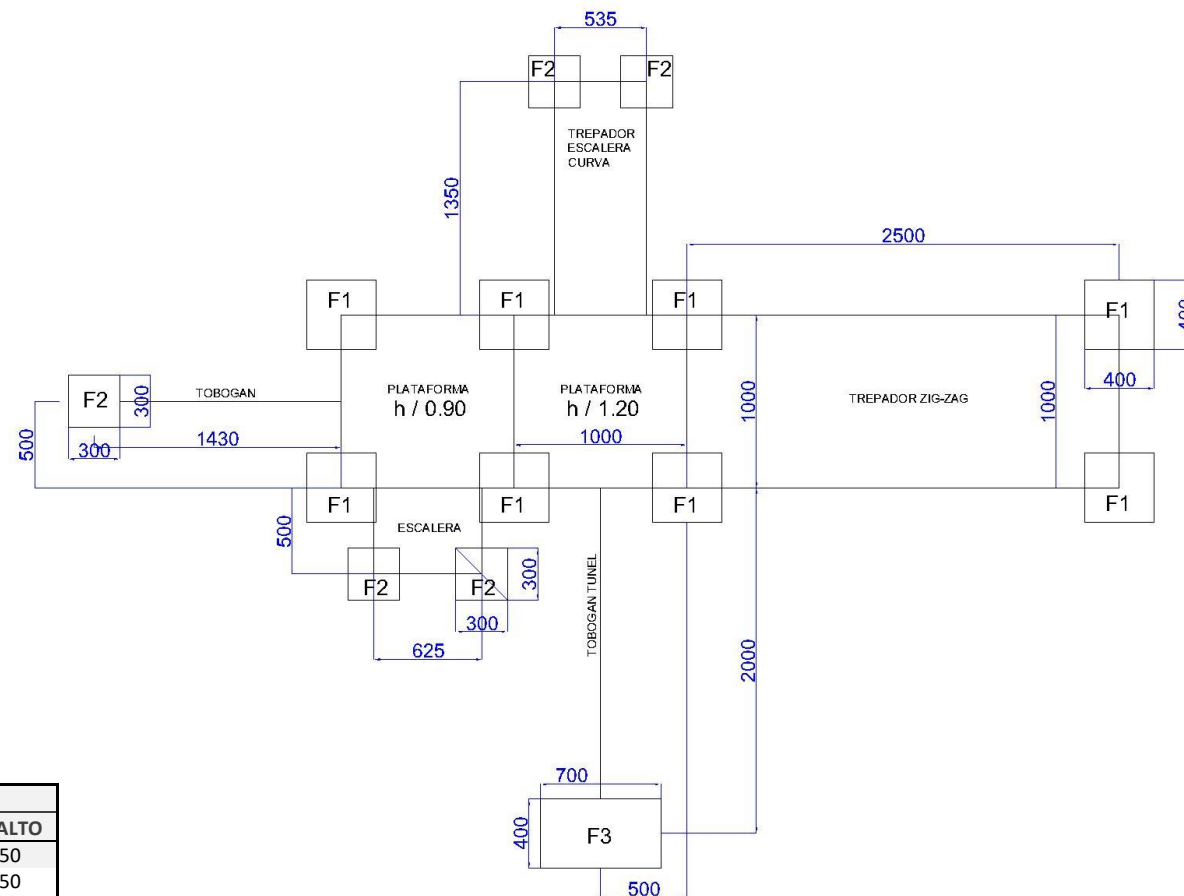 535
F2
F2
TREPADOR
ESCALERA
CURVA
1350
2500
F1
F1
F1
F1
400
400
F2
300
300
TOBOGAN
1430
500
PLATAFORMA
h / 0.90
PLATAFORMA
h / 1.20
1000
1000
TREPADOR ZIG-ZAG
1000
F1
F1
F1
F1
500
ESCALERA
F2
F2
300
300
625
TOBOGAN TUNEL
2000
700
400
F3
500
ALTO
50
50